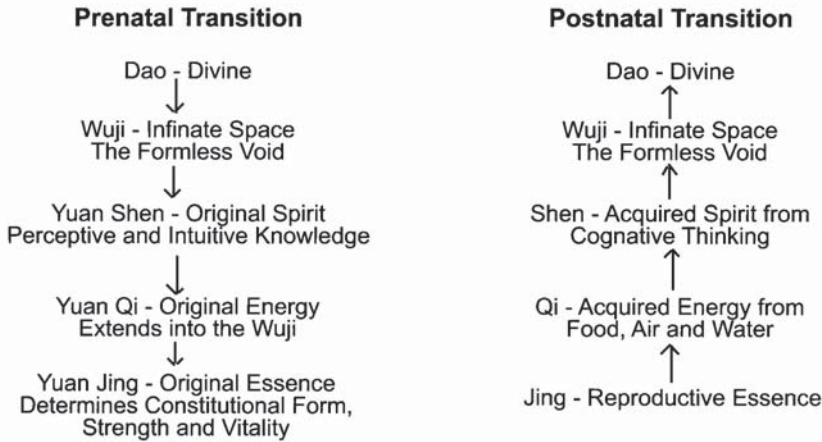 Prenatal Transition
Dao - Divine
Wuji - Infinate Space
The Formless Void
Yuan Shen - Original Spirit
Perceptive and Intuitive Knowledge
Yuan Qi - Original Energy
Extends into the Wuji
Yuan Jing - Original Essence
Determines Constitutional Form,
Strength and Vitality
Postnatal Transition
Dao - Divine
Wuji - Infinate Space
The Formless Void
Shen - Acquired Spirit from
Cognative Thinking
Qi - Acquired Energy from
Food, Air and Water
Jing - Reproductive Essence